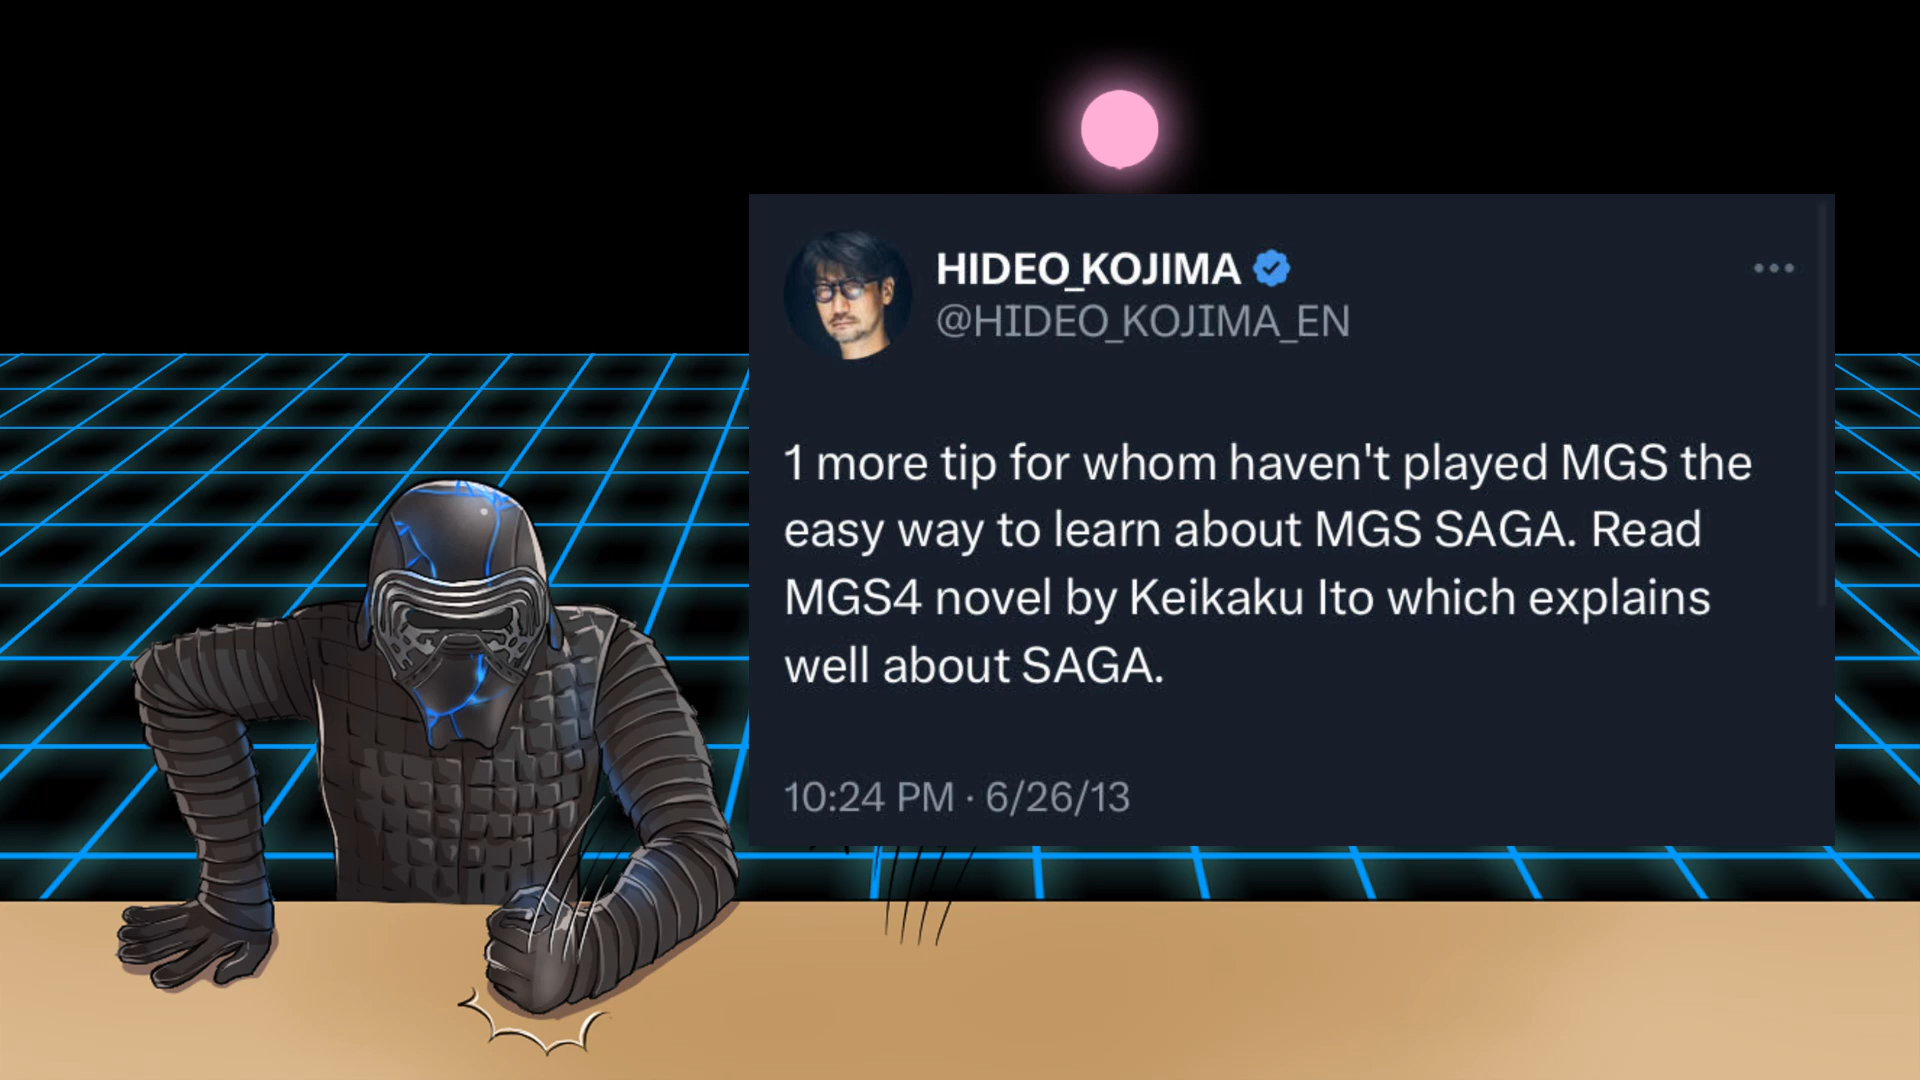 HIDEO_KOJIMA
@HIDEO_KOJIMA_EN
1 more tip for whom haven't played MGS the
easy way to learn about MGS SAGA. Read
MGS4 novel by Keikaku Ito which explains
well about SAGA.
10:24 PM · 6/26/13